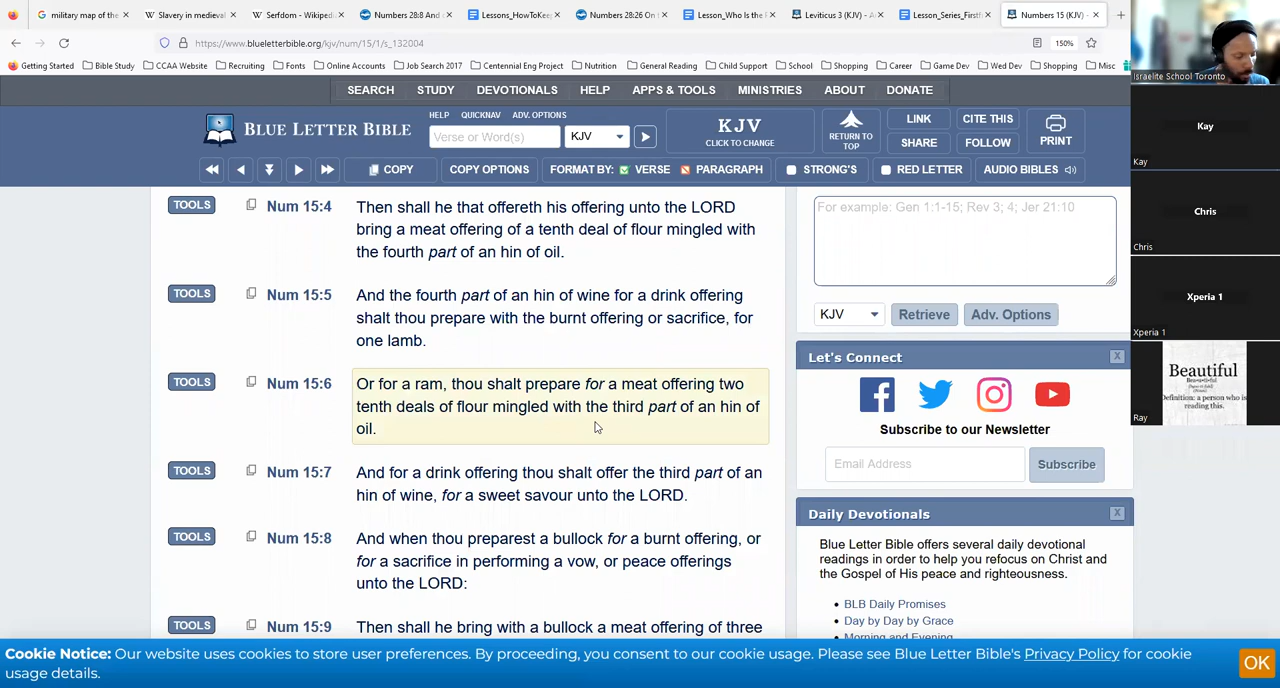 military map of the
Slavery in medieval
Serfdom - Wikiped
Numbers 28:8 And
Lessons_HowToKee
Numbers 28:26 On
Lesson_Who Is the
Leviticus 3 (KJV) -
Lesson_Series_Firstf
Numbers 15 (KJV) -
https://www.blueletterbible.org/kjv/num/15/1/s_132004
150%
Getting Started
Bible Study
CCAA Website
Recruiting
Fonts
Online Accounts
Job Search 2017
Centennial Eng Project
Nutrition
General Reading
Child Support
School
Shopping
Career
Game Dev
Wed Dev
Shopping
Misc
Israelite School Toronto
SEARCH
STUDY
DEVOTIONALS
HELP
APPS & TOOLS
MINISTRIES
ABOUT
DONATE
BLUE LETTER BIBLE
HELP QUICKNAV ADV. OPTIONS
Verse or Word(s)
KJV
KJV
CLICK TO CHANGE
RETURN TO
TOP
LINK
CITE THIS
SHARE
FOLLOW
PRINT
COPY
COPY OPTIONS
FORMAT BY: VERSE PARAGRAPH
STRONG'S
RED LETTER
AUDIO BIBLES
TOOLS
Num 15:4
Then shall he that offereth his offering unto the LORD
bring a meat offering of a tenth deal of flour mingled with
the fourth part of an hin of oil.
TOOLS
Num 15:5
And the fourth part of an hin of wine for a drink offering
shalt thou prepare with the burnt offering or sacrifice, for
one lamb.
TOOLS
Num 15:6
Or for a ram, thou shalt prepare for a meat offering two
tenth deals of flour mingled with the third part of an hin of
oil.
TOOLS
Num 15:7
And for a drink offering thou shalt offer the third part of an
hin of wine, for a sweet savour unto the LORD.
TOOLS
Num 15:8
And when thou preparest a bullock for a burnt offering, or
for a sacrifice in performing a vow, or peace offerings
unto the LORD:
TOOLS
Num 15:9
Then shall he bring with a bullock a meat offering of three
For example: Gen 1:1-15; Rev 3; 4; Jer 21:10
KJV
Retrieve
Adv. Options
Let's Connect
X
Subscribe to our Newsletter
Email Address
Subscribe
Daily Devotionals
X
Blue Letter Bible offers several daily devotional
readings in order to help you refocus on Christ and
the Gospel of His peace and righteousness.
BLB Daily Promises
Day by Day by Grace
Morning and Evening
Kay
Kay
Chris
Chris
Xperia 1
Xperia 1
Beautiful
Definition: a person who is
reading this.
Ray
Cookie Notice: Our website uses cookies to store user preferences. By proceeding, you consent to our cookie usage. Please see Blue Letter Bible's Privacy Policy for cookie
usage details.
OK